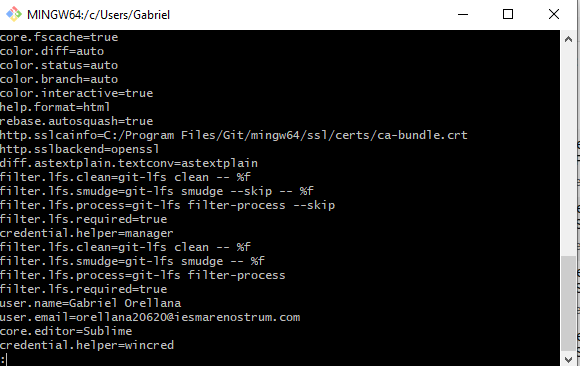 MINGW64:/c/Users/Gabriel
core.fscache=true
color.diff=auto
color.status=auto
color.branch=auto
color.interactive=true
help.format=html
rebase.autosquash=true
http.sslcainfo=C:/Program Files/Git/mingw64/ssl/certs/ca-bundle.crt
http.sslbackend=openssl
diff.astextplain.textconv=astextplain
filter.lfs.clean=git-lfs clean -- %f
filter.lfs.smudge=git-lfs smudge --skip -- %f
filter.lfs.process=git-lfs filter-process --skip
filter.lfs.required=true
credential.helper=manager
filter.lfs.clean=git-lfs clean -- %f
filter.lfs.smudge=git-lfs smudge -- %f
filter.lfs.process=git-lfs filter-process
filter.lfs.required=true
user.name=Gabriel Orellana
user.email=orellana20620@iesmarenostrum.com
core.editor=Sublime
credential.helper=wincred
: